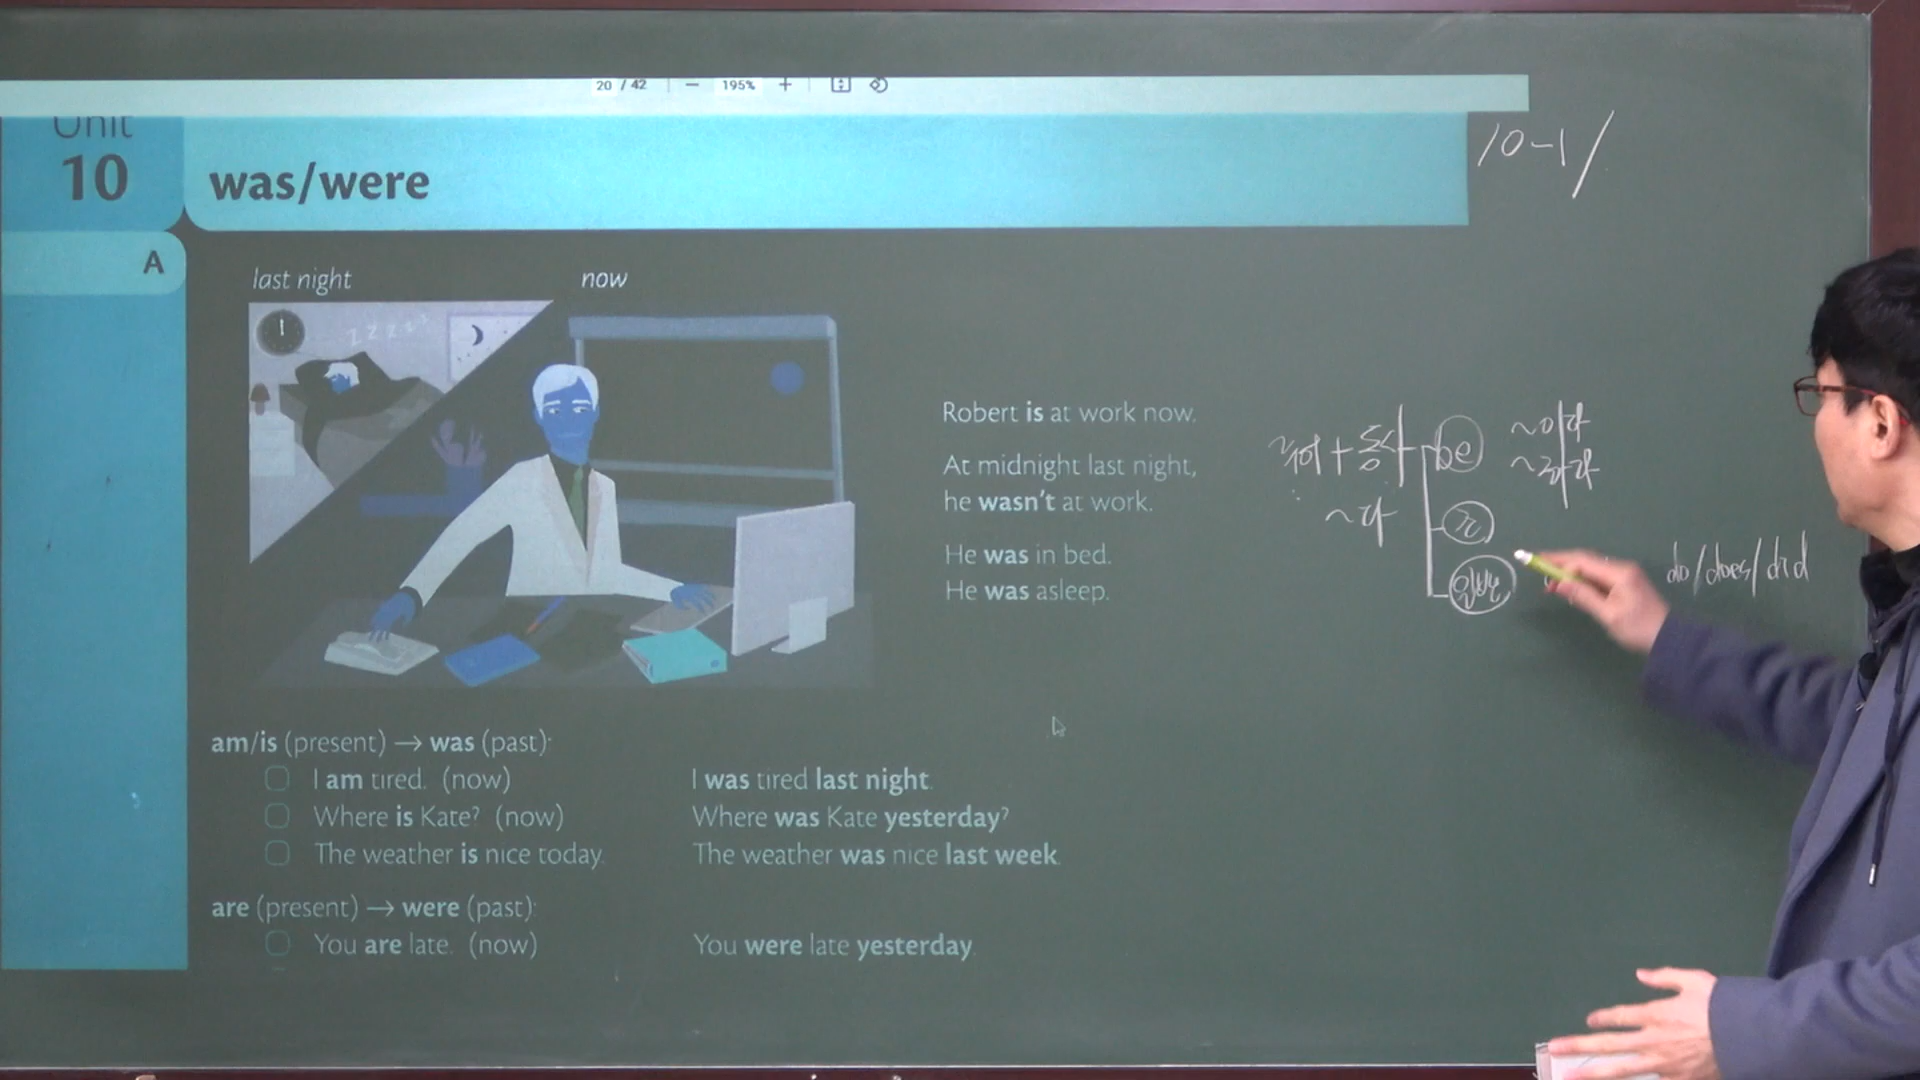 20 / 42 − 195% +
Unit
10
was/were
10-1/
A
last night
now
z z z z z
Robert is at work now.
At midnight last night,
he wasn't at work.
He was in bed.
He was asleep.
주어 + 동사
~다
be
~이다
~하다
조
일반
do/does/did
am/is (present) → was (past):
I am tired. (now)
I was tired last night.
Where is Kate? (now)
Where was Kate yesterday?
The weather is nice today.
The weather was nice last week.
are (present) → were (past):
You are late. (now)
You were late yesterday.